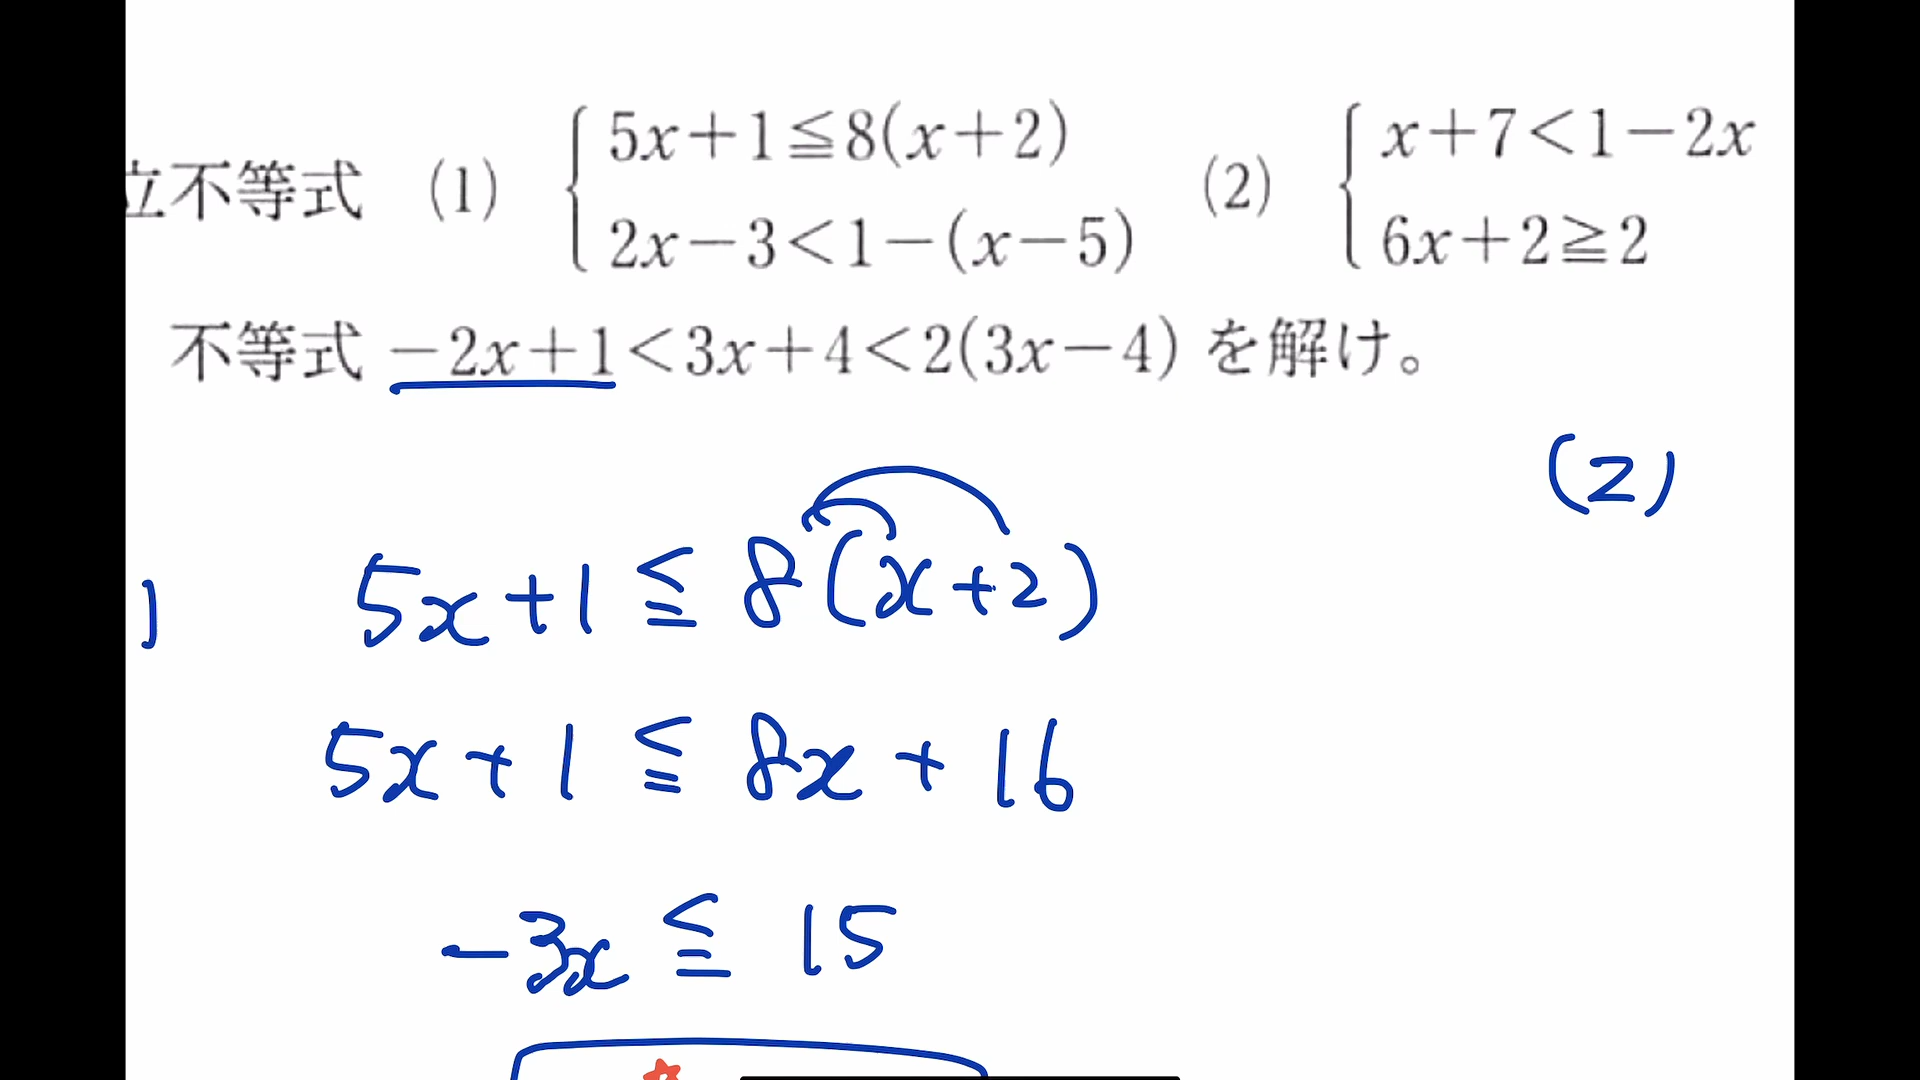 立不等式 (1) { 5x+1≦8(x+2) (2) { x+7<1−2x
2x−3<1−(x−5) 6x+2≧2
不等式 −2x+1<3x+4<2(3x−4) を解け。
(2)
) 5x+1 ≦ 8(x+2)
5x+1 ≦ 8x+16
−3x ≦ 15